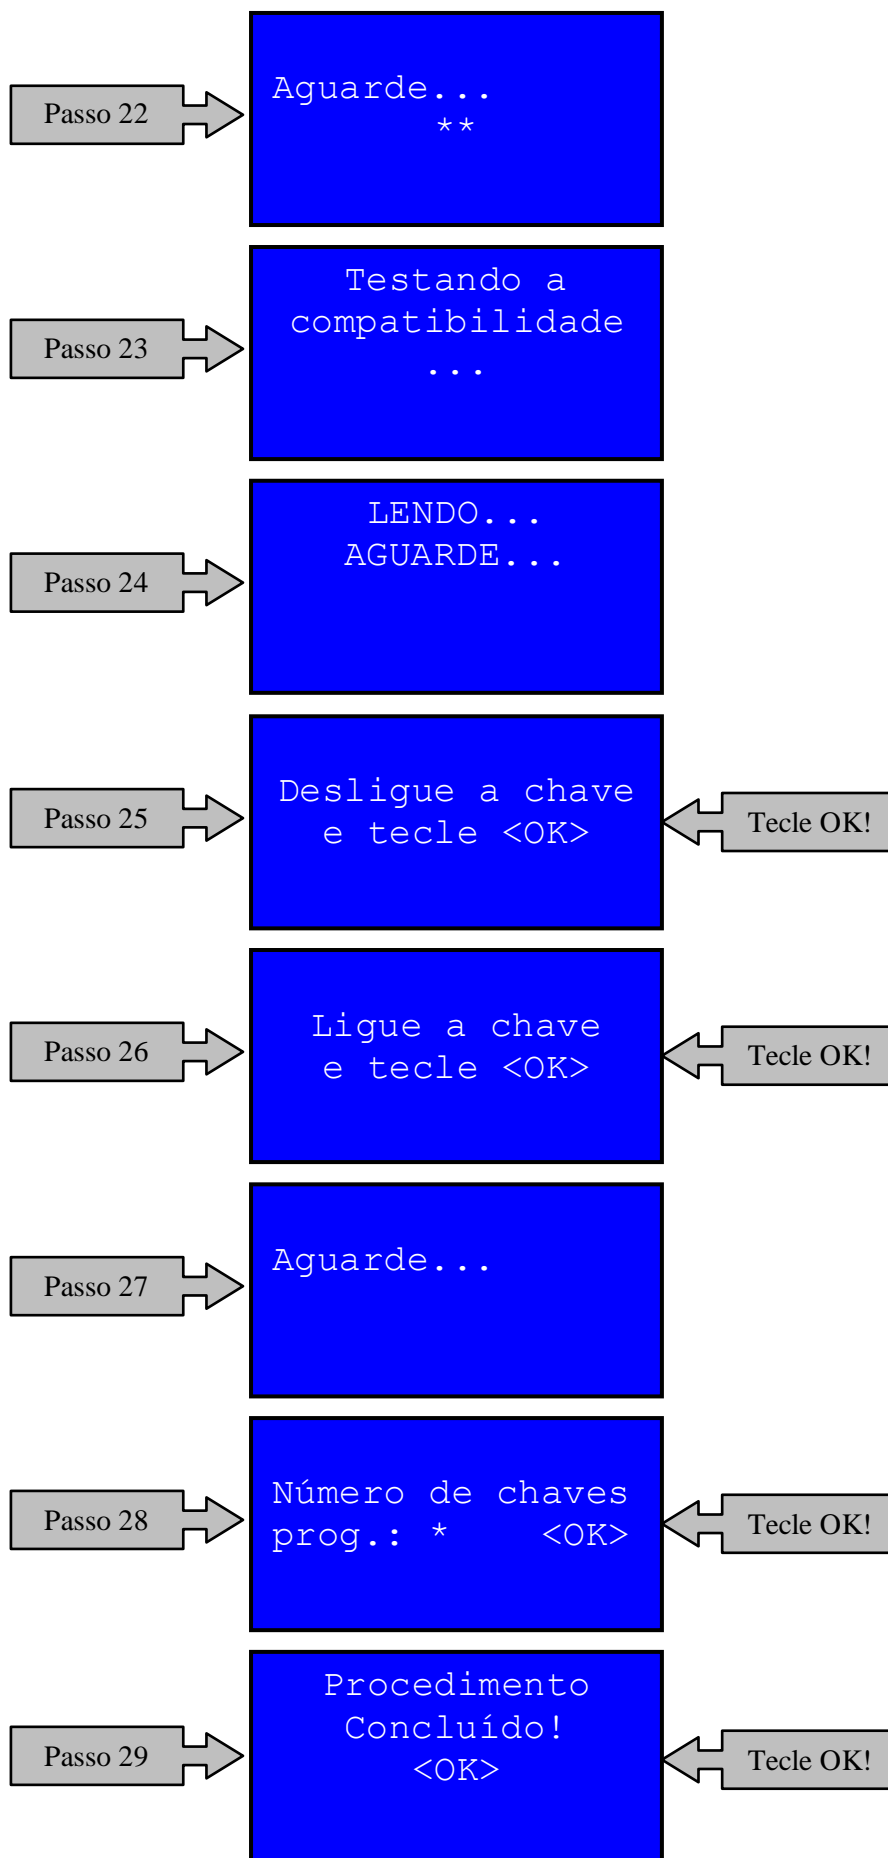 Passo 22
Aguarde...
**
Passo 23
Testando a
compatibilidade
...
Passo 24
LENDO...
AGUARDE...
Passo 25
Desligue a chave
e tecle <OK>
Tecle OK!
Passo 26
Ligue a chave
e tecle <OK>
Tecle OK!
Passo 27
Aguarde...
Passo 28
Número de chaves
prog.: * <OK>
Tecle OK!
Passo 29
Procedimento
Concluído!
<OK>
Tecle OK!